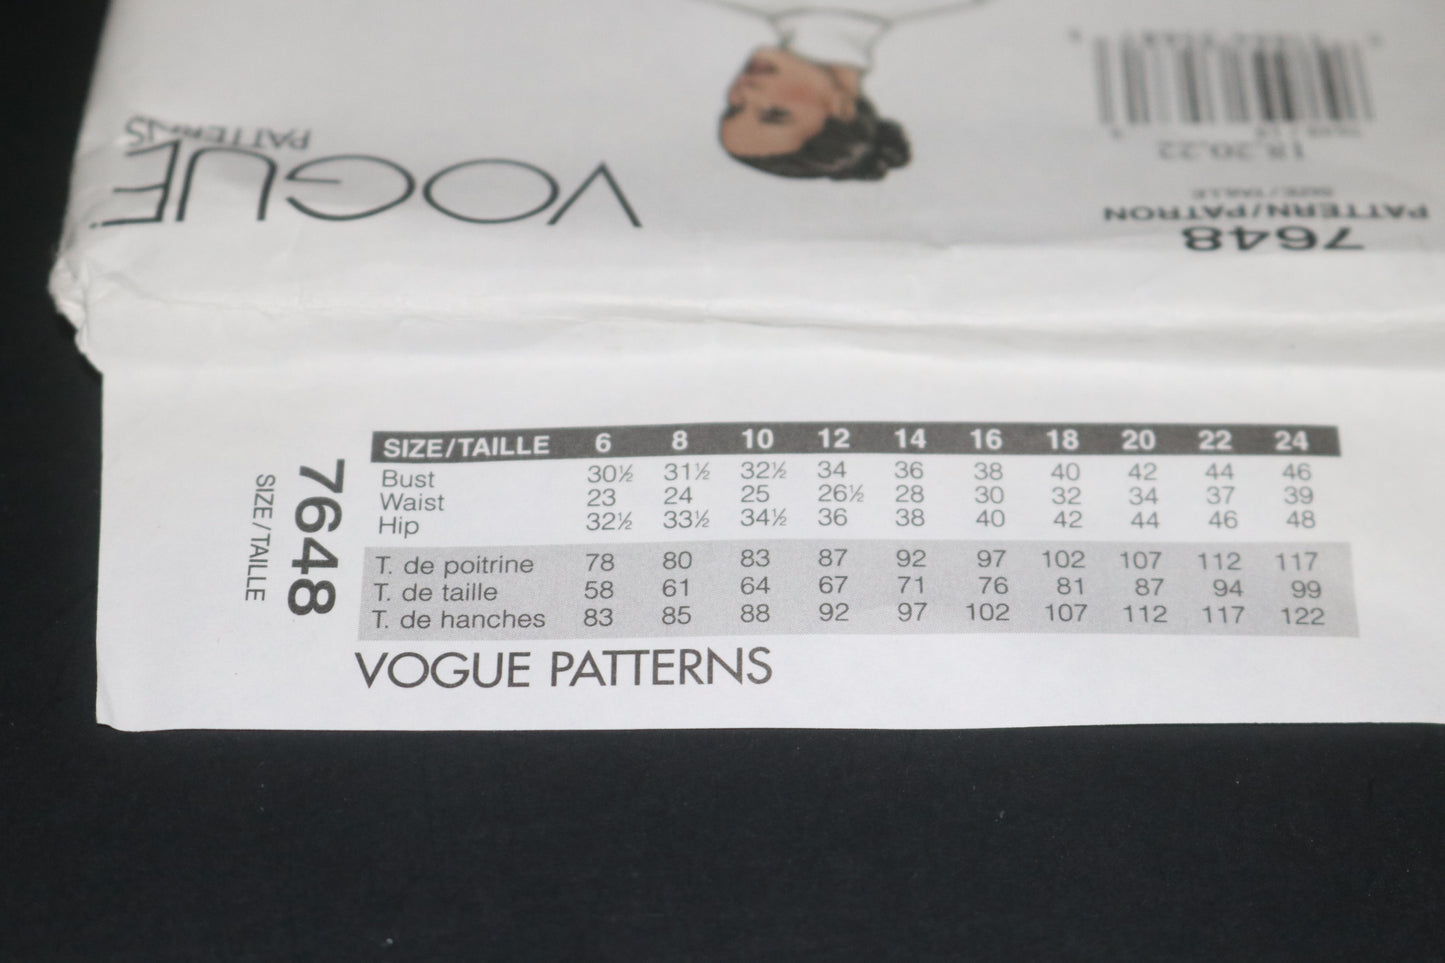 VOGUE
PATTERNS
18,20,22
SIZE/TAILLE
PATTERN/PATRON
7648
SIZE/TAILLE
7648
SIZE/TAILLE 6 8 10 12 14 16 18 20 22 24
Bust 30½ 31½ 32½ 34 36 38 40 42 44 46
Waist 23 24 25 26½ 28 30 32 34 37 39
Hip 32½ 33½ 34½ 36 38 40 42 44 46 48
T. de poitrine 78 80 83 87 92 97 102 107 112 117
T. de taille 58 61 64 67 71 76 81 87 94 99
T. de hanches 83 85 88 92 97 102 107 112 117 122
VOGUE PATTERNS